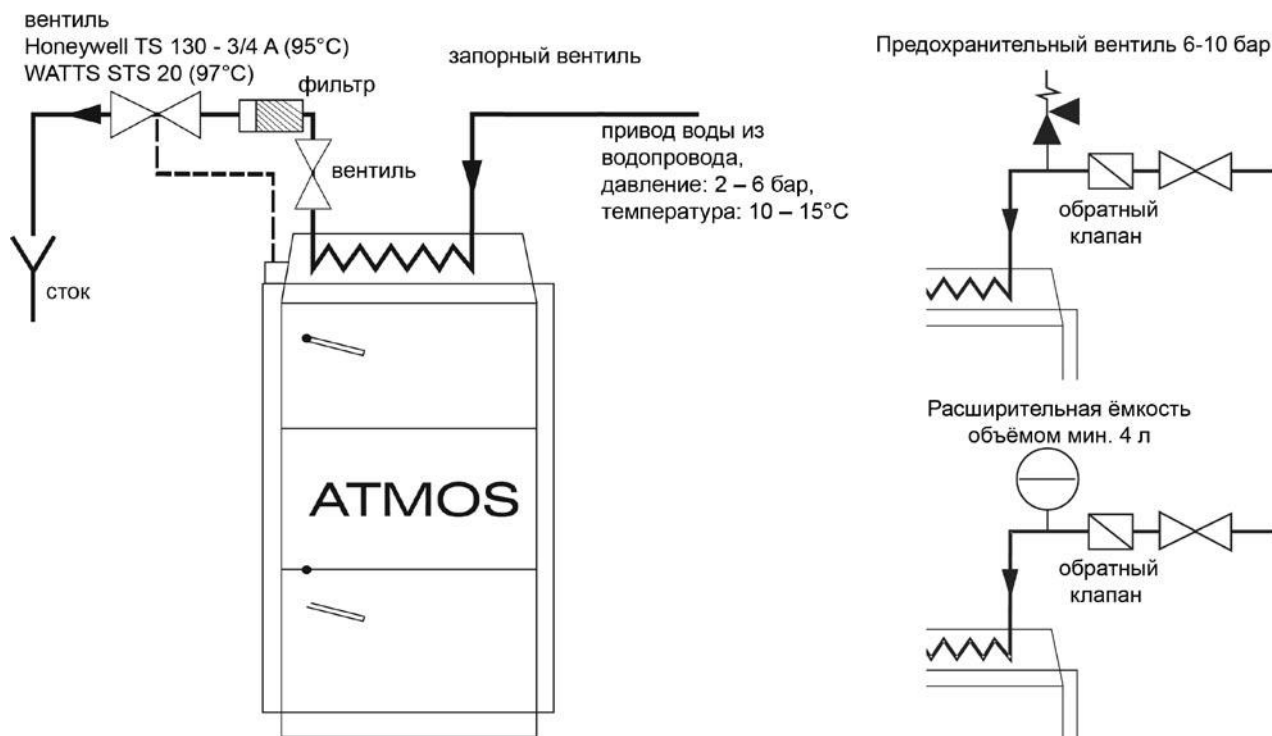 вентиль
Honeywell TS 130 - 3/4 A (95°C)
WATTS STS 20 (97°C)
фильтр
запорный вентиль
вентиль
привод воды из
водопровода,
давление: 2 – 6 бар,
температура: 10 – 15°C
сток
ATMOS
Предохранительный вентиль 6-10 бар
обратный
клапан
Расширительная ёмкость
объёмом мин. 4 л
обратный
клапан